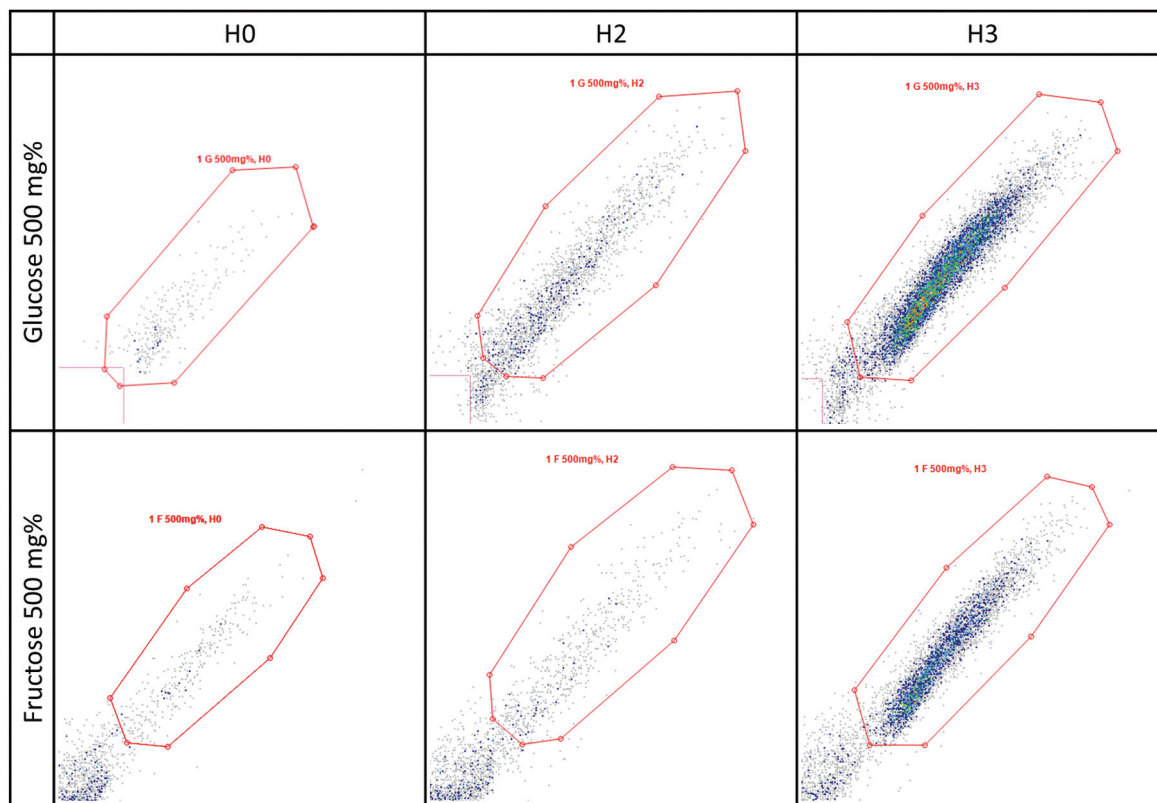 H0 H2 H3
Glucose 500 mg%
1 G 500mg%, H0
1 G 500mg%, H2
1 G 500mg%, H3
Fructose 500 mg%
1 F 500mg%, H0
1 F 500mg%, H2
1 F 500mg%, H3